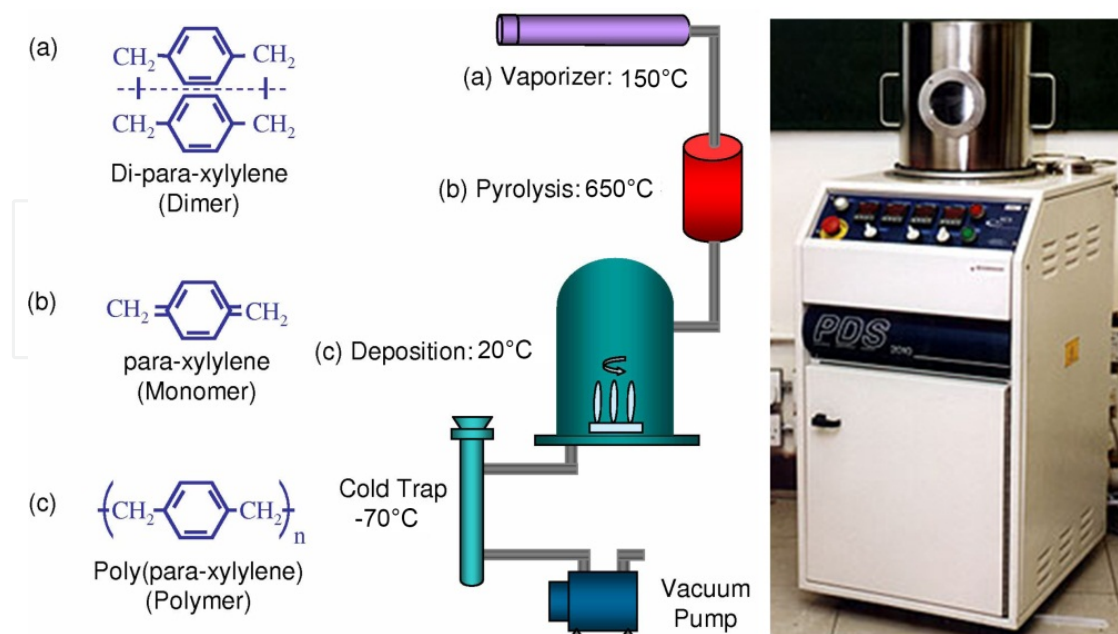 (a)
CH2
CH2
CH2
CH2
Di-para-xylylene
(Dimer)
(b)
CH2
CH2
para-xylylene
(Monomer)
(c)
CH2
CH2
n
Poly(para-xylylene)
(Polymer)
(a) Vaporizer: 150°C
(b) Pyrolysis: 650°C
(c) Deposition: 20°C
Cold Trap
-70°C
Vacuum
Pump
PDS
2010